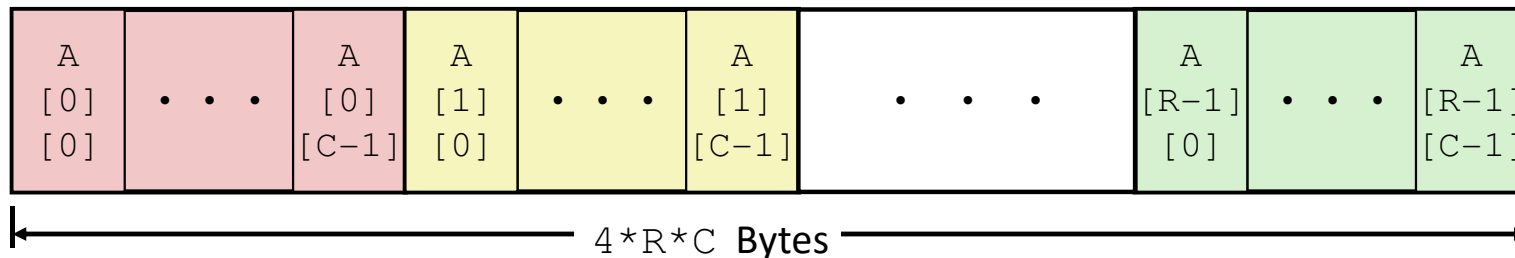 A • • • A A • • • A • • • A • • • A
[0] [0] [1] [1] [R-1] [R-1]
[0] [C-1] [0] [C-1] [0] [C-1]
4*R*C Bytes